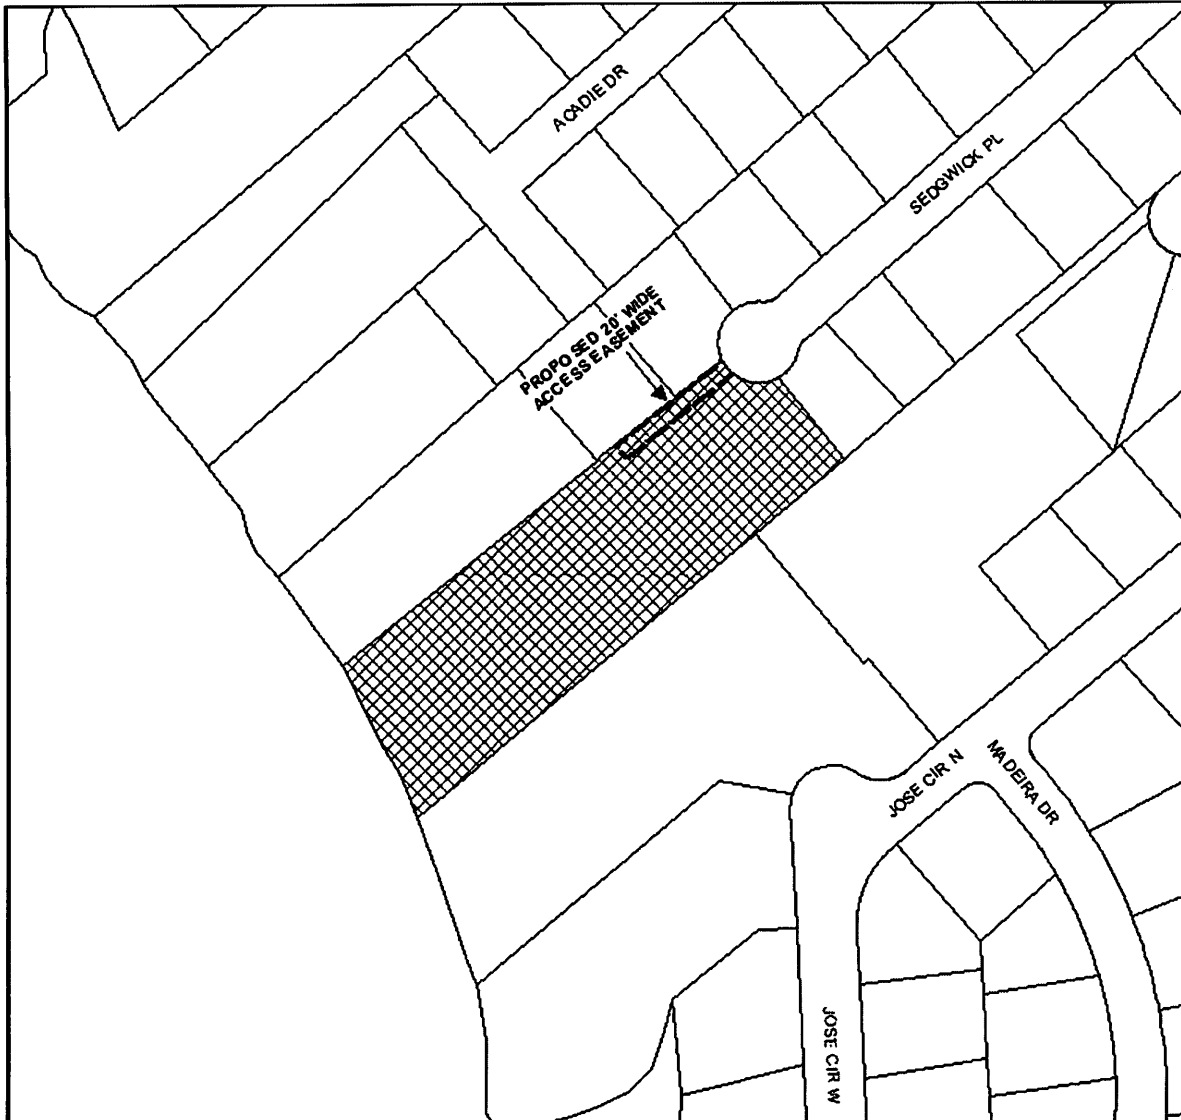 ACADIE DR
SEDGWICK PL
PROPOSED 20' WIDE
ACCESS EASEMENT
JOSE CIR N
MADEIRA DR
JOSE CIR W